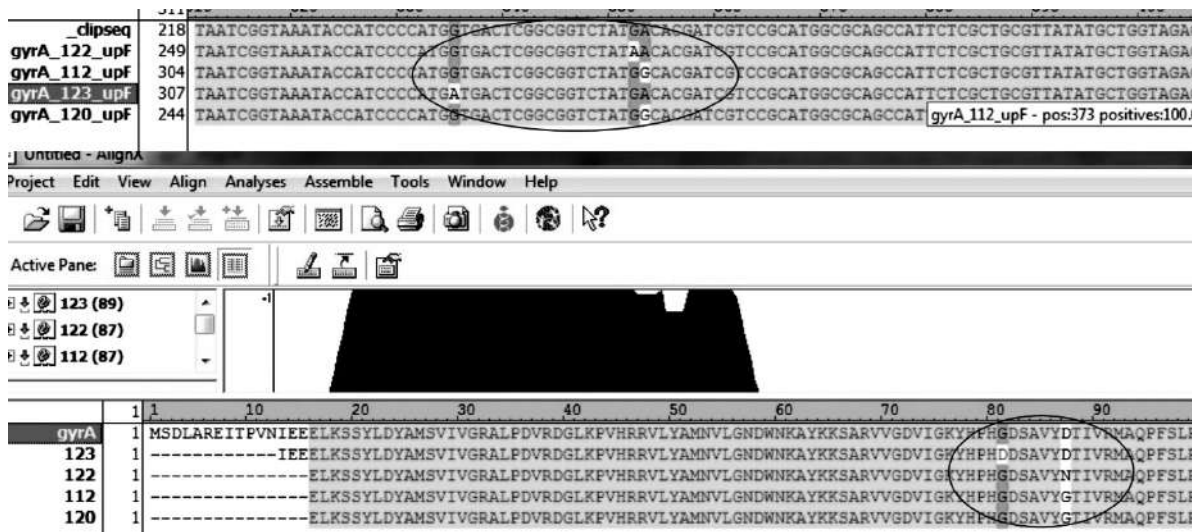 _clipseq 218 TAATCGGTAAATACCATCCCCATGGTGACTCGGCGGTCTATGACACGATCGTCCGCATGGCGCAGCCATTCTCGCTGCGTTATATGCTGGTAGA
gyrA_122_upF 249 TAATCGGTAAATACCATCCCCATGGTGACTCGGCGGTCTATAACACGATCGTCCGCATGGCGCAGCCATTCTCGCTGCGTTATATGCTGGTAGA
gyrA_112_upF 304 TAATCGGTAAATACCATCCCCATGGTGACTCGGCGGTCTATGGCACGATCGTCCGCATGGCGCAGCCATTCTCGCTGCGTTATATGCTGGTAGA
gyrA_123_upF 307 TAATCGGTAAATACCATCCCCATGATGACTCGGCGGTCTATGACACGATCGTCCGCATGGCGCAGCCATTCTCGCTGCGTTATATGCTGGTAGA
gyrA_120_upF 244 TAATCGGTAAATACCATCCCCATGGTGACTCGGCGGTCTATGGCACGATCGTCCGCATGGCGCAGCCAT gyrA_112_upF - pos:373 positives:100.
Untitled - AlignX
Project Edit View Align Analyses Assemble Tools Window Help
Active Pane:
123 (89)
122 (87)
112 (87)
-1
1 1 10 20 30 40 50 60 70 80 90
gyrA 1 MSDLAREITPVNIEEELKSSYLDYAMSVIVGRALPDVRDGLKPVHRRVLYAMNVLGNDWNKAYKKSARVVGDVIGKYHPHGDSAVYDTIVRMAQPFSL
123 1 ------------IEEELKSSYLDYAMSVIVGRALPDVRDGLKPVHRRVLYAMNVLGNDWNKAYKKSARVVGDVIGKYHPHDDSAVYDTIVRMAQPFSL
122 1 ---------------ELKSSYLDYAMSVIVGRALPDVRDGLKPVHRRVLYAMNVLGNDWNKAYKKSARVVGDVIGKYHPHGDSAVYNTIVRMAQPFSL
112 1 ---------------ELKSSYLDYAMSVIVGRALPDVRDGLKPVHRRVLYAMNVLGNDWNKAYKKSARVVGDVIGKYHPHGDSAVYGTIVRMAQPFSL
120 1 ---------------ELKSSYLDYAMSVIVGRALPDVRDGLKPVHRRVLYAMNVLGNDWNKAYKKSARVVGDVIGKYHPHGDSAVYGTIVRMAQPFSL